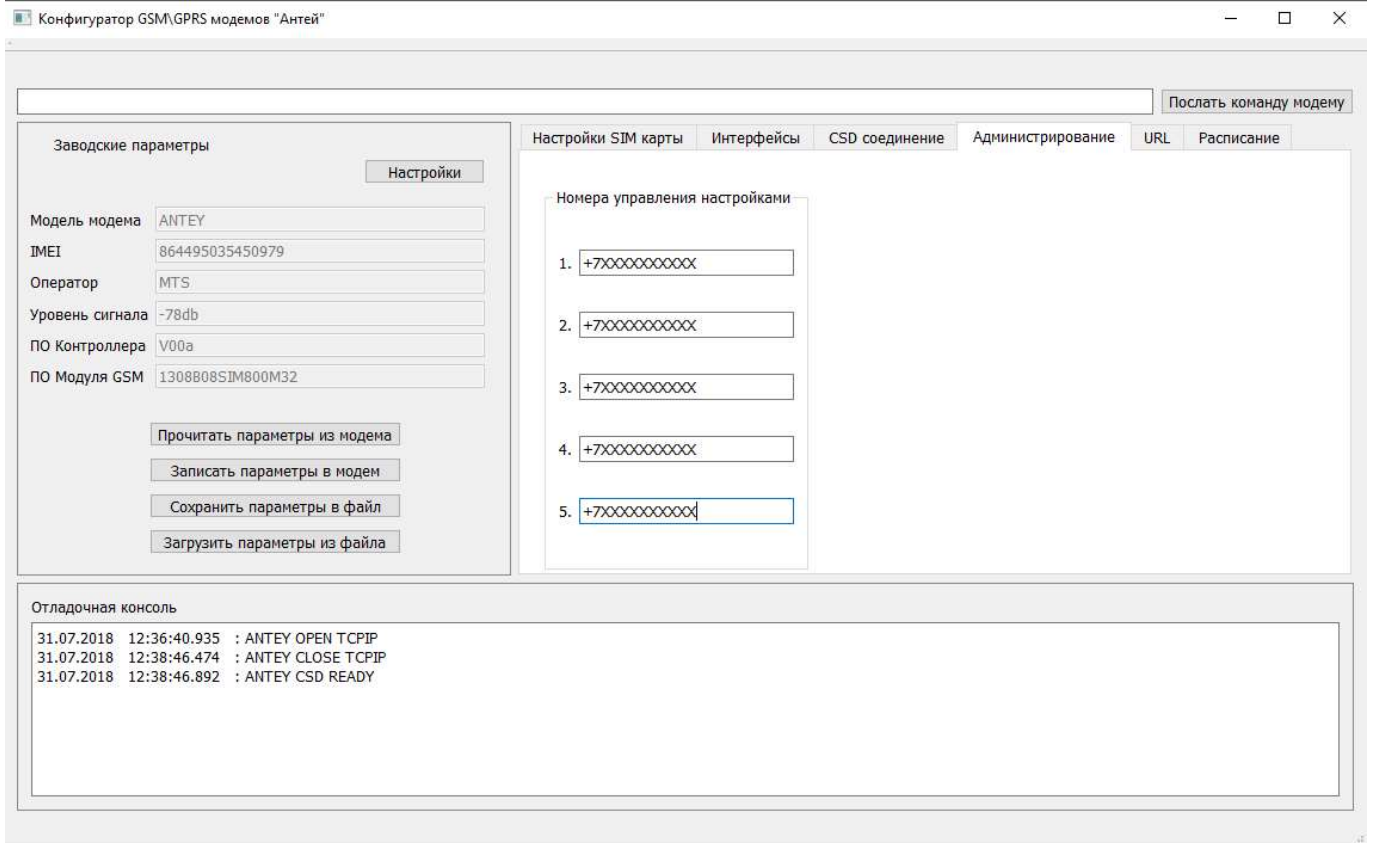 Конфигуратор GSM\GPRS модемов "Антей"
Послать команду модему
Заводские параметры
Настройки
Модель модема ANTEY
IMEI 864495035450979
Оператор MTS
Уровень сигнала -78db
ПО Контроллера V00a
ПО Модуля GSM 1308B08SIM800M32
Прочитать параметры из модема
Записать параметры в модем
Сохранить параметры в файл
Загрузить параметры из файла
Настройки SIM карты Интерфейсы CSD соединение Администрирование URL Расписание
Номера управления настройками
1. +7XXXXXXXXXX
2. +7XXXXXXXXXX
3. +7XXXXXXXXXX
4. +7XXXXXXXXXX
5. +7XXXXXXXXXX
Отладочная консоль
31.07.2018 12:36:40.935 : ANTEY OPEN TCPIP
31.07.2018 12:38:46.474 : ANTEY CLOSE TCPIP
31.07.2018 12:38:46.892 : ANTEY CSD READY